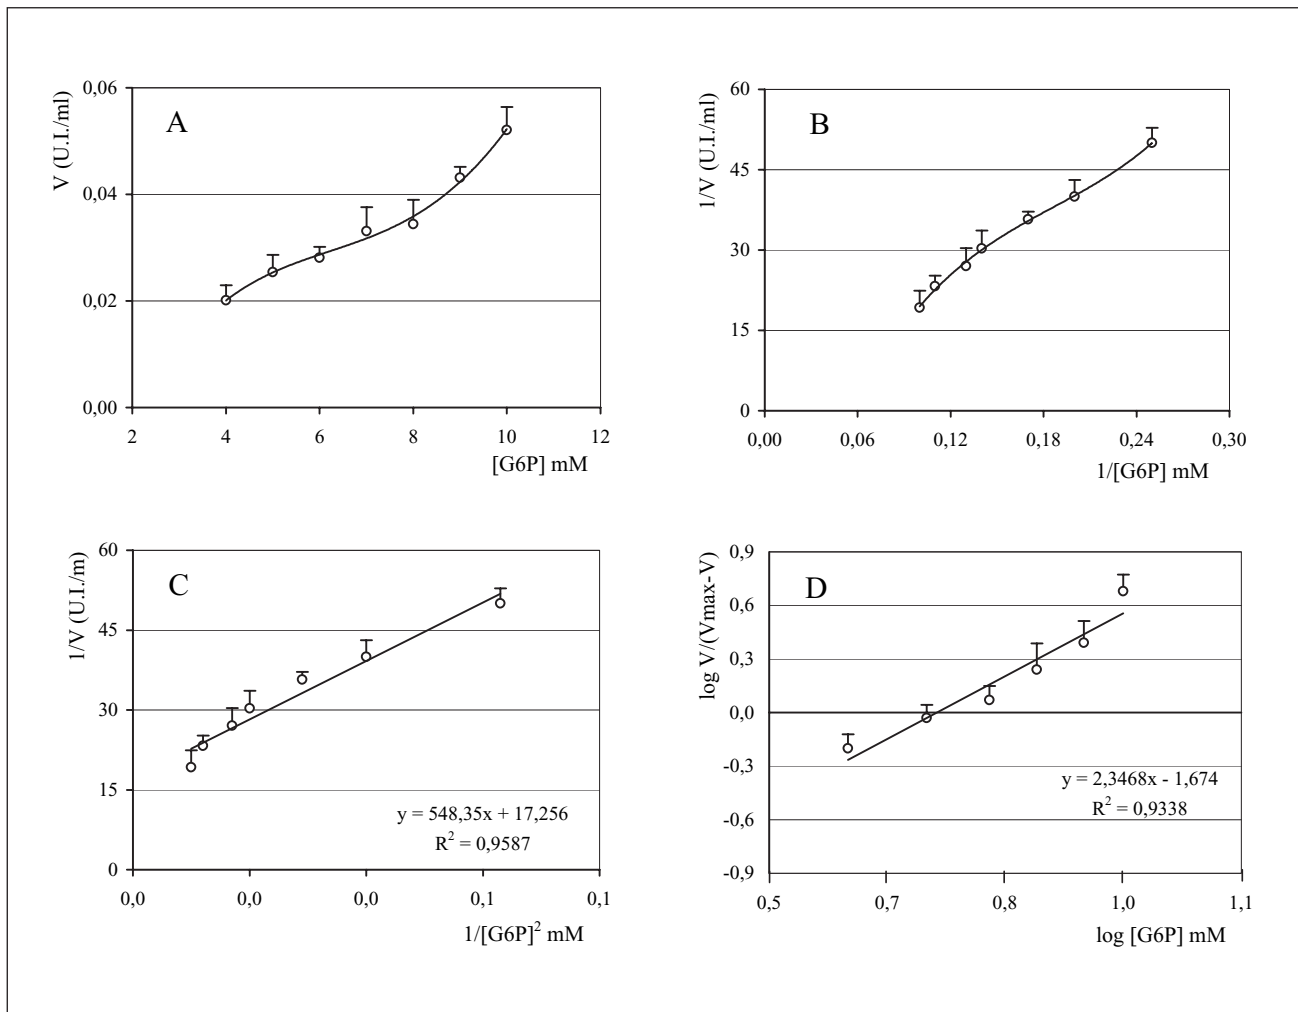 0,06
0,04
0,02
0,00
V (U.I./ml)
A
2 4 6 8 10 12
[G6P] mM
60
45
30
15
0
1/V (U.I./ml)
B
0,00 0,06 0,12 0,18 0,24 0,30
1/[G6P] mM
60
45
30
15
0
1/V (U.I./m)
C
y = 548,35x + 17,256
R² = 0,9587
0,0 0,0 0,0 0,1 0,1
1/[G6P]² mM
0,9
0,6
0,3
0,0
-0,3
-0,6
-0,9
log V/(Vmax-V)
D
y = 2,3468x - 1,674
R² = 0,9338
0,5 0,7 0,8 1,0 1,1
log [G6P] mM